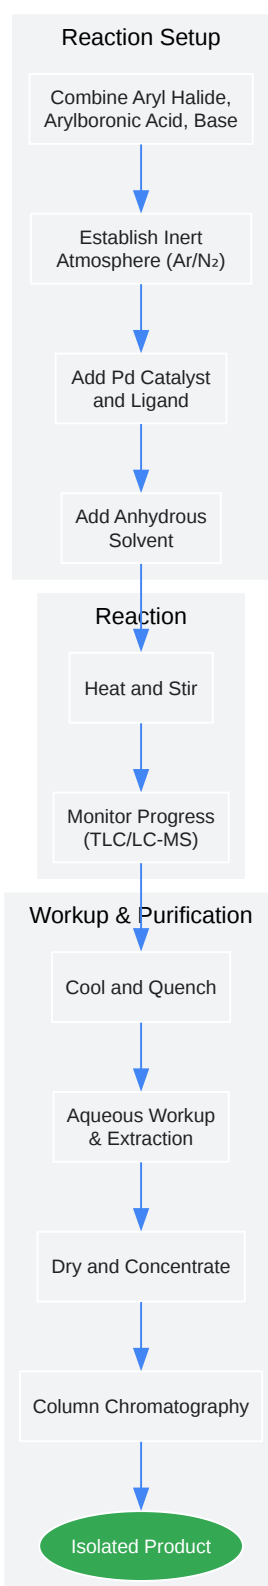 Reaction Setup
Combine Aryl Halide,
Arylboronic Acid, Base
Establish Inert
Atmosphere (Ar/N₂)
Add Pd Catalyst
and Ligand
Add Anhydrous
Solvent
Reaction
Heat and Stir
Monitor Progress
(TLC/LC-MS)
Workup & Purification
Cool and Quench
Aqueous Workup
& Extraction
Dry and Concentrate
Column Chromatography
Isolated Product